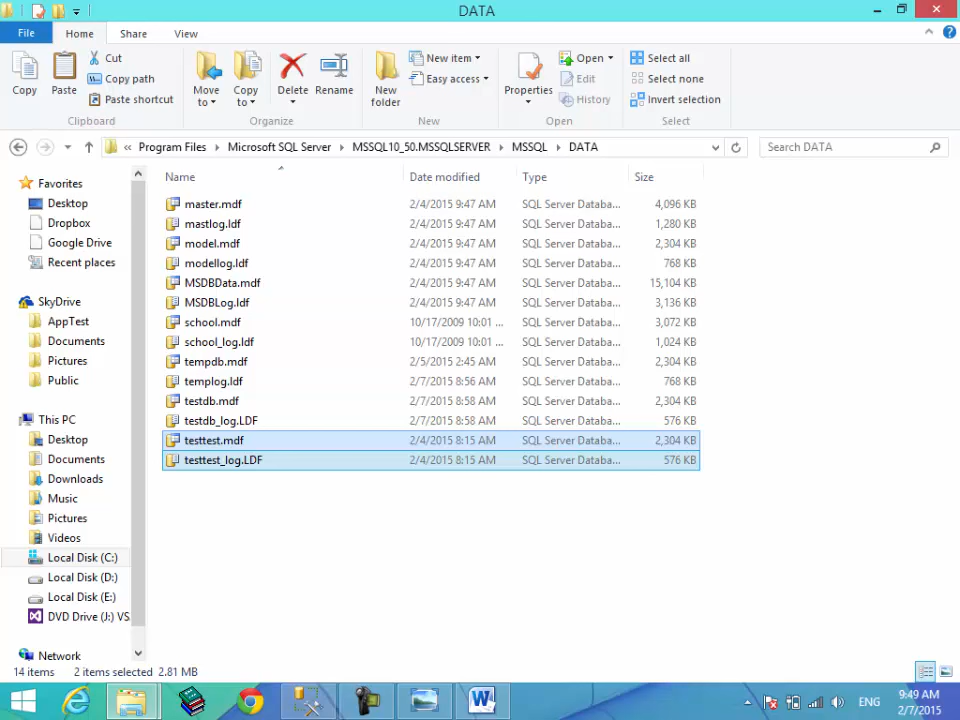 DATA
File Home Share View
Copy
Paste
Cut
Copy path
Paste shortcut
Clipboard
Move to
Copy to
Delete
Rename
Organize
New folder
New item
Easy access
New
Properties
Open
Edit
History
Open
Select all
Select none
Invert selection
Select
« Program Files Microsoft SQL Server MSSQL10_50.MSSQLSERVER MSSQL DATA
Search DATA
Favorites
Desktop
Dropbox
Google Drive
Recent places
SkyDrive
AppTest
Documents
Pictures
Public
This PC
Desktop
Documents
Downloads
Music
Pictures
Videos
Local Disk (C:)
Local Disk (D:)
Local Disk (E:)
DVD Drive (J:) VS
Network
Name Date modified Type Size
master.mdf 2/4/2015 9:47 AM SQL Server Databa... 4,096 KB
mastlog.ldf 2/4/2015 9:47 AM SQL Server Databa... 1,280 KB
model.mdf 2/4/2015 9:47 AM SQL Server Databa... 2,304 KB
modellog.ldf 2/4/2015 9:47 AM SQL Server Databa... 768 KB
MSDBData.mdf 2/4/2015 9:47 AM SQL Server Databa... 15,104 KB
MSDBLog.ldf 2/4/2015 9:47 AM SQL Server Databa... 3,136 KB
school.mdf 10/17/2009 10:01 ... SQL Server Databa... 3,072 KB
school_log.ldf 10/17/2009 10:01 ... SQL Server Databa... 1,024 KB
tempdb.mdf 2/5/2015 2:45 AM SQL Server Databa... 2,304 KB
templog.ldf 2/7/2015 8:56 AM SQL Server Databa... 768 KB
testdb.mdf 2/7/2015 8:58 AM SQL Server Databa... 2,304 KB
testdb_log.LDF 2/7/2015 8:58 AM SQL Server Databa... 576 KB
testtest.mdf 2/4/2015 8:15 AM SQL Server Databa... 2,304 KB
testtest_log.LDF 2/4/2015 8:15 AM SQL Server Databa... 576 KB
14 items 2 items selected 2.81 MB
ENG
9:49 AM
2/7/2015